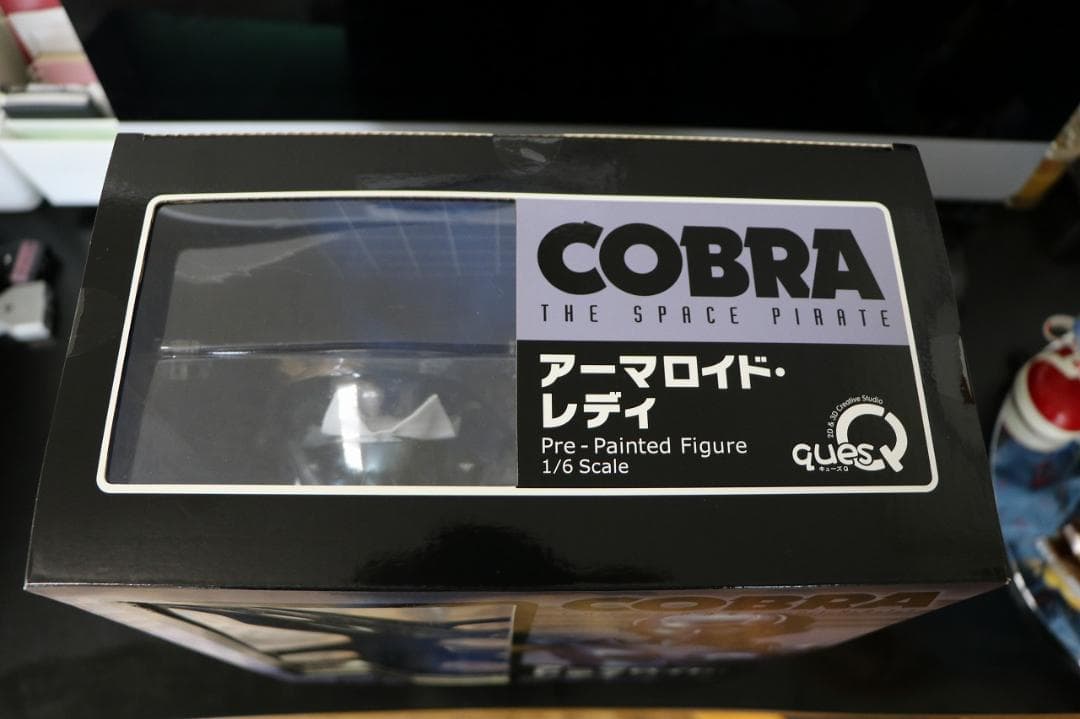 COBRA
THE SPACE PIRATE
アーマロイド・
レディ
Pre-Painted Figure
1/6 Scale
2D & 3D Creative Studio
quesQ
キューズQ
COBRA